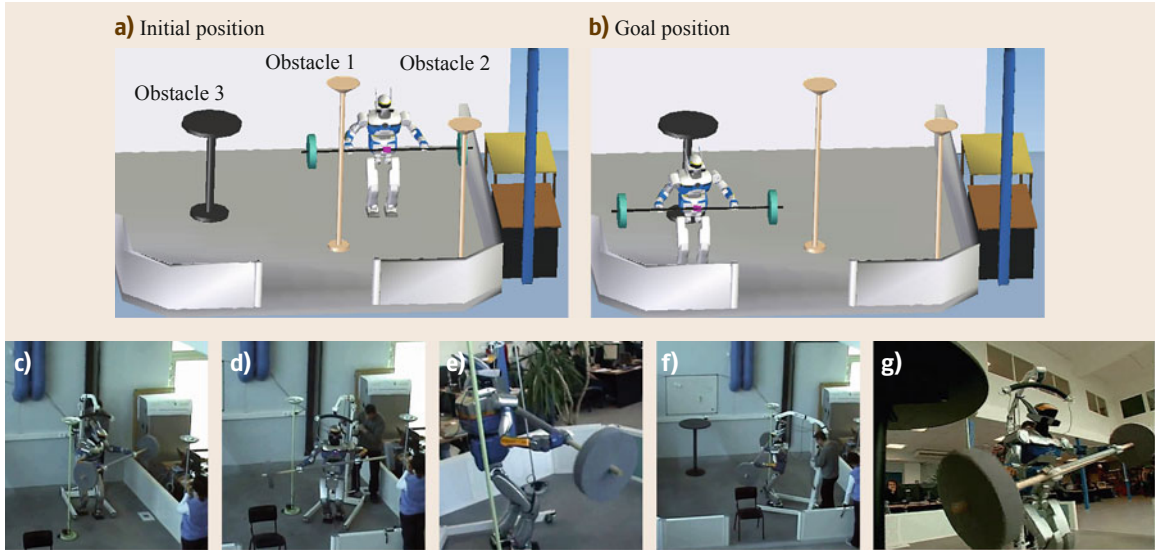 a) Initial position
b) Goal position
Obstacle 1
Obstacle 2
Obstacle 3
c)
d)
e)
f)
g)